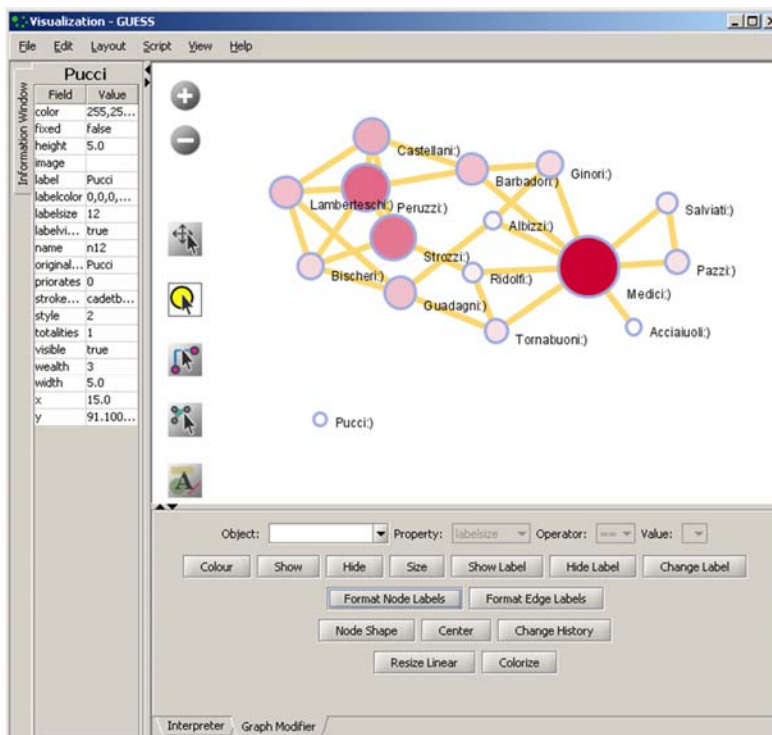 Visualization - GUESS
File Edit Layout Script View Help
Information Window
Pucci
Field Value
color 255,25...
fixed false
height 5.0
image
label Pucci
labelcolor 0,0,0,...
labelsize 12
labelvi... true
name n12
original... Pucci
priorates 0
stroke... cadetb...
style 2
totalities 1
visible true
wealth 3
width 5.0
x 15.0
y 91.100...
Castellani:)
Barbadori:)
Ginori:)
Lamberteschi:)
Peruzzi:)
Albizzi:)
Salviati:)
Strozzi:)
Bischeri:)
Ridolfi:)
Pazzi:)
Guadagni:)
Medici:)
Tornabuoni:)
Acciaiuoli:)
Pucci:)
Object: Property: labelsize Operator: == Value:
Colour Show Hide Size Show Label Hide Label Change Label
Format Node Labels Format Edge Labels
Node Shape Center Change History
Resize Linear Colorize
Interpreter Graph Modifier